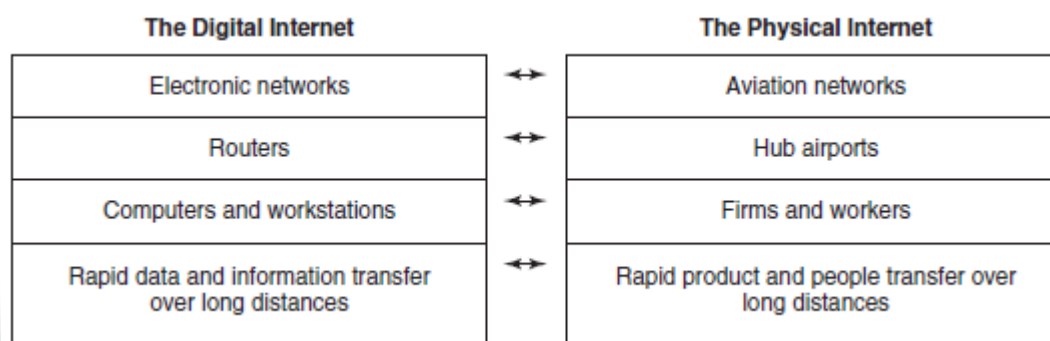 The Digital Internet
The Physical Internet
Electronic networks
Aviation networks
Routers
Hub airports
Computers and workstations
Firms and workers
Rapid data and information transfer
over long distances
Rapid product and people transfer over
long distances